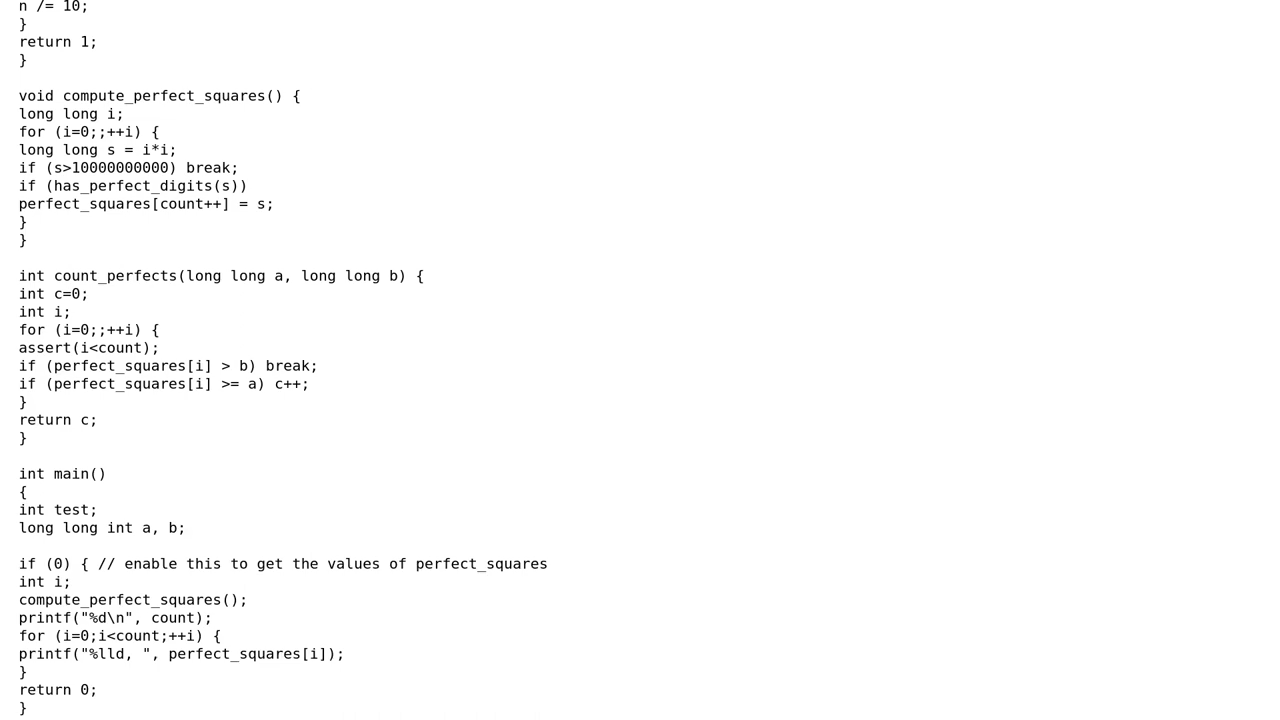 n /= 10;
}
return 1;
}
void compute_perfect_squares() {
long long i;
for (i=0;;++i) {
long long s = i*i;
if (s>10000000000) break;
if (has_perfect_digits(s))
perfect_squares[count++] = s;
}
}
int count_perfects(long long a, long long b) {
int c=0;
int i;
for (i=0;;++i) {
assert(i<count);
if (perfect_squares[i] > b) break;
if (perfect_squares[i] >= a) c++;
}
return c;
}
int main()
{
int test;
long long int a, b;
if (0) { // enable this to get the values of perfect_squares
int i;
compute_perfect_squares();
printf("%d\n", count);
for (i=0;i<count;++i) {
printf("%lld, ", perfect_squares[i]);
}
return 0;
}